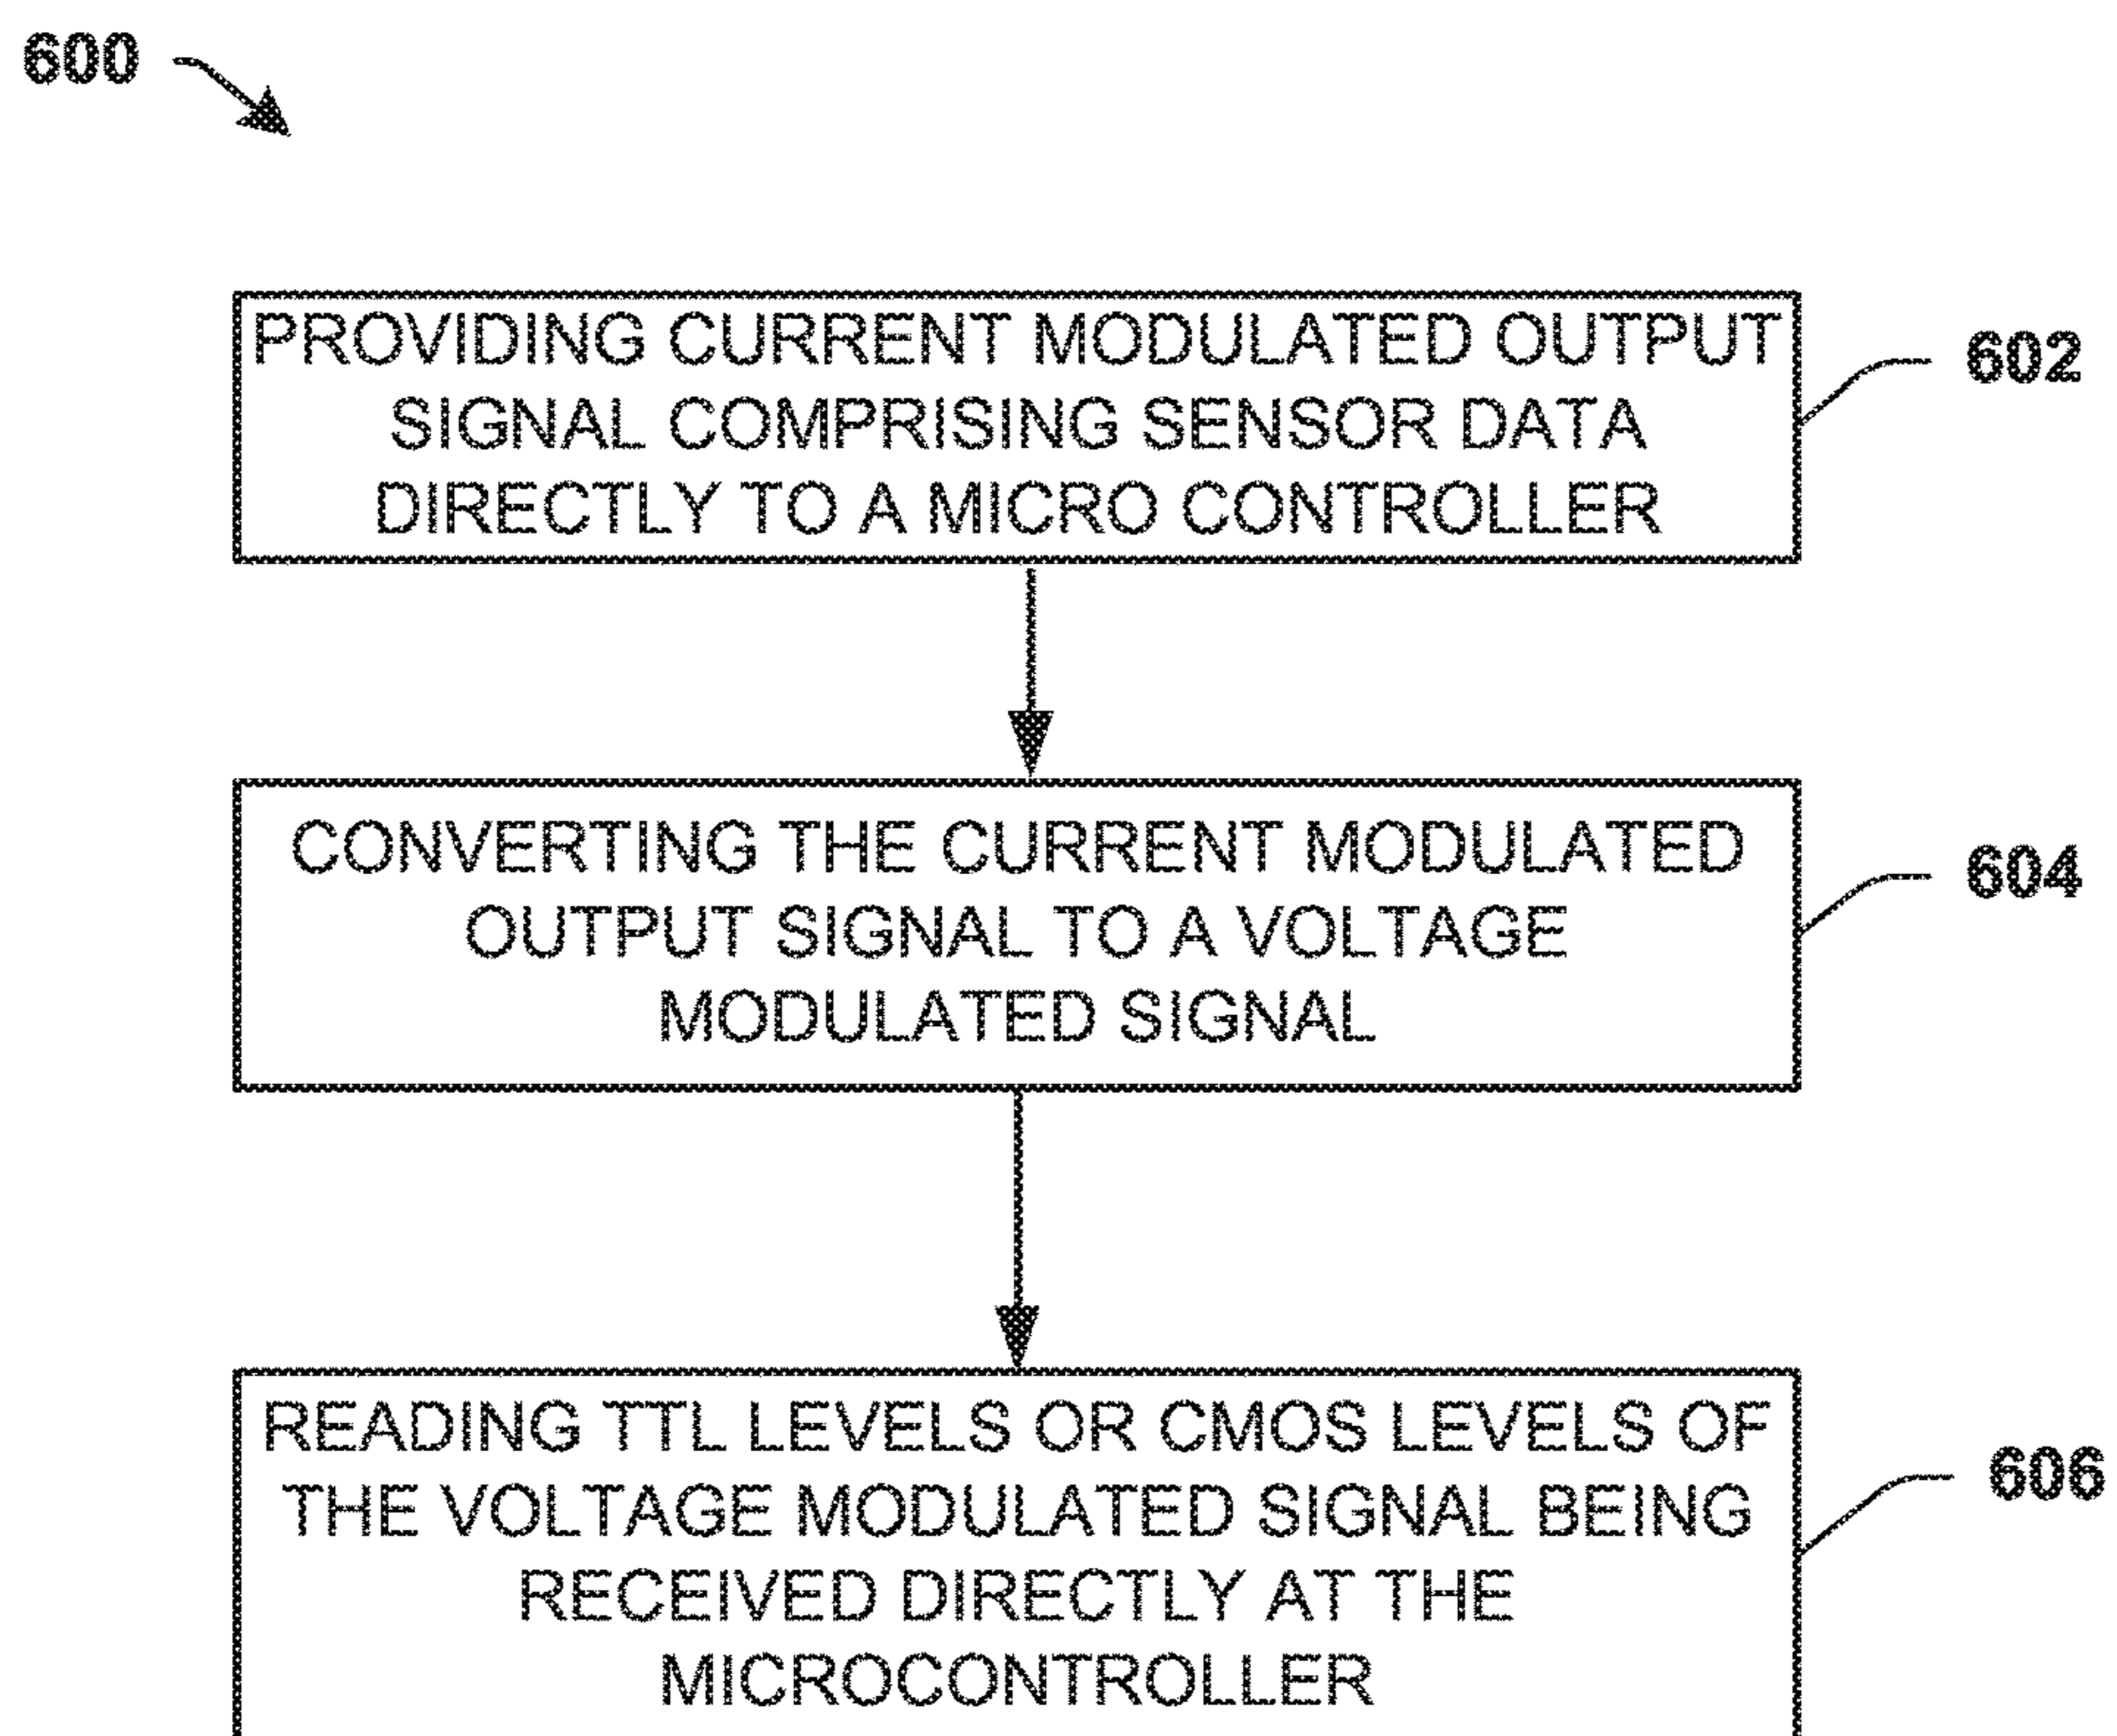 600
PROVIDING CURRENT MODULATED OUTPUT
SIGNAL COMPRISING SENSOR DATA
DIRECTLY TO A MICRO CONTROLLER
602
CONVERTING THE CURRENT MODULATED
OUTPUT SIGNAL TO A VOLTAGE
MODULATED SIGNAL
604
READING TTL LEVELS OR CMOS LEVELS OF
THE VOLTAGE MODULATED SIGNAL BEING
RECEIVED DIRECTLY AT THE
MICROCONTROLLER
606